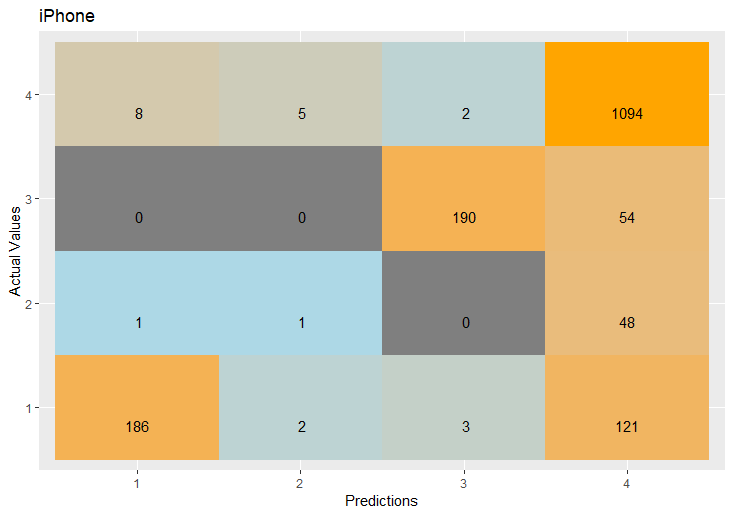 iPhone
4 8 5 2 1094
3 0 0 190 54
2 1 1 0 48
1 186 2 3 121
1 2 3 4
Predictions
Actual Values